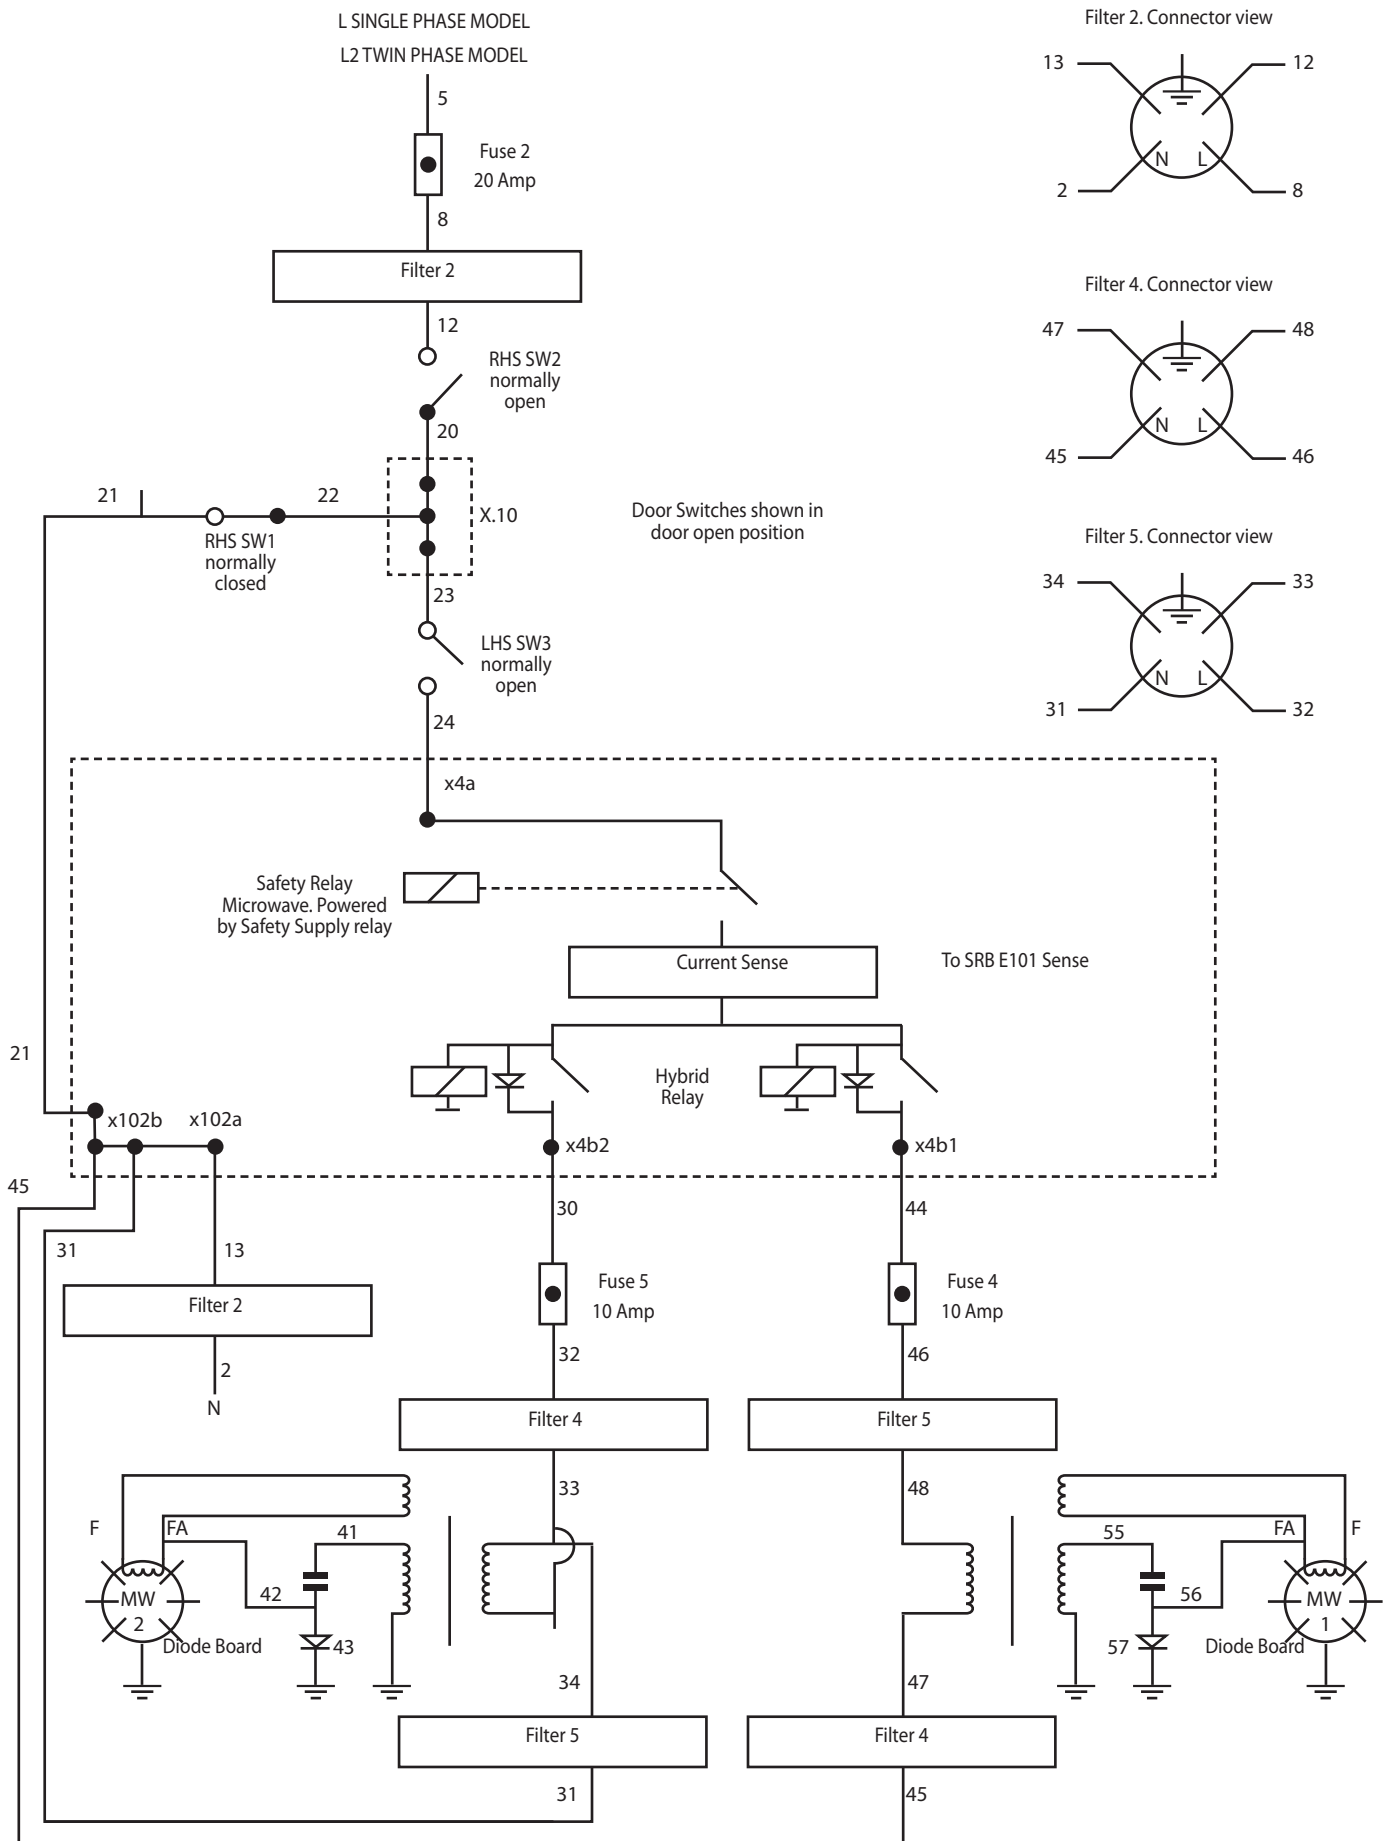 L SINGLE PHASE MODEL
L2 TWIN PHASE MODEL
5
Fuse 2
20 Amp
8
Filter 2
12
RHS SW2
normally
open
20
21
22
X.10
RHS SW1
normally
closed
Door Switches shown in
door open position
23
LHS SW3
normally
open
24
Filter 2. Connector view
13
12
N
L
2
8
Filter 4. Connector view
47
48
N
L
45
46
Filter 5. Connector view
34
33
N
L
31
32
x4a
Safety Relay
Microwave. Powered
by Safety Supply relay
Current Sense
To SRB E101 Sense
Hybrid
Relay
21
x102b
x102a
x4b2
x4b1
45
31
13
30
44
Fuse 5
10 Amp
Fuse 4
10 Amp
Filter 2
2
N
32
46
Filter 4
Filter 5
33
48
F
FA
41
42
MW
2
Diode Board
43
55
FA
F
56
MW
1
57
Diode Board
34
47
Filter 5
Filter 4
31
45